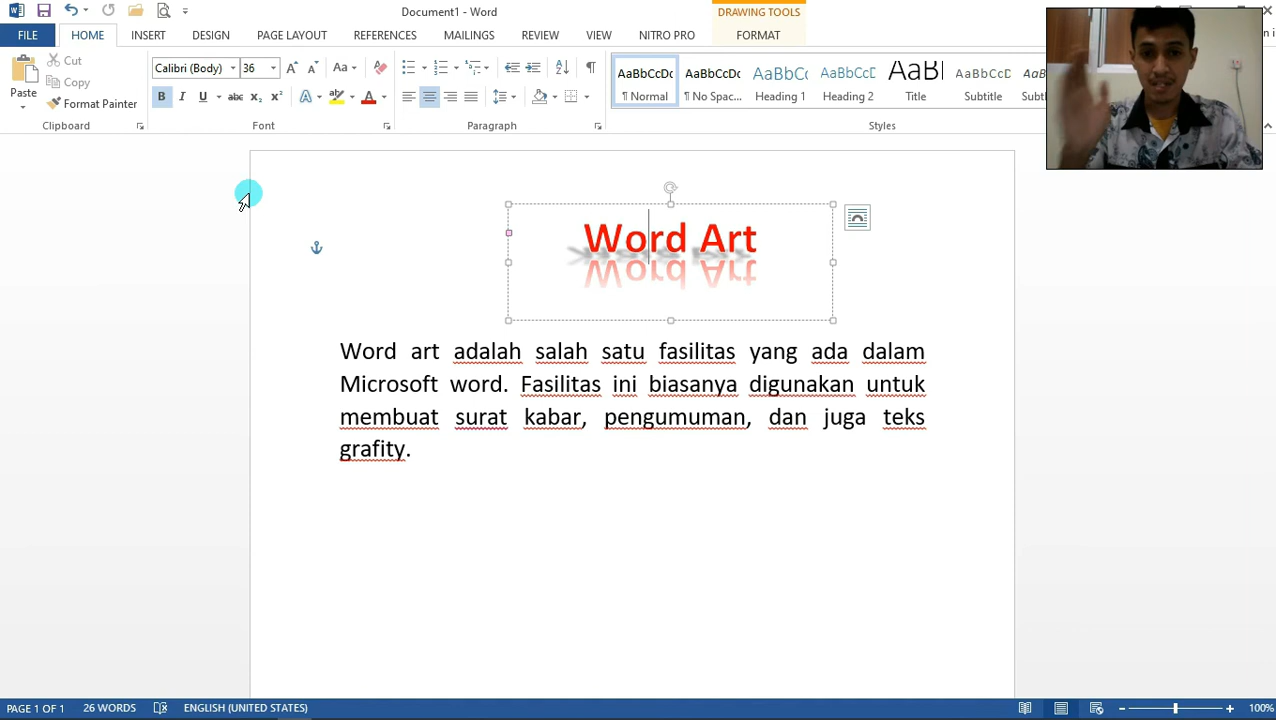 Document1 - Word
DRAWING TOOLS
FILE HOME INSERT DESIGN PAGE LAYOUT REFERENCES MAILINGS REVIEW VIEW NITRO PRO FORMAT
Cut
Copy
Format Painter
Paste
Clipboard
Calibri (Body) 36
Font
Paragraph
AaBbCcDc AaBbCcDc AaBbCc AaBbCc AaBI AaBbCcD
¶ Normal ¶ No Spac... Heading 1 Heading 2 Title Subtitle
Styles
Word Art
Word art adalah salah satu fasilitas yang ada dalam
Microsoft word. Fasilitas ini biasanya digunakan untuk
membuat surat kabar, pengumuman, dan juga teks
grafity.
PAGE 1 OF 1 26 WORDS ENGLISH (UNITED STATES) 100%